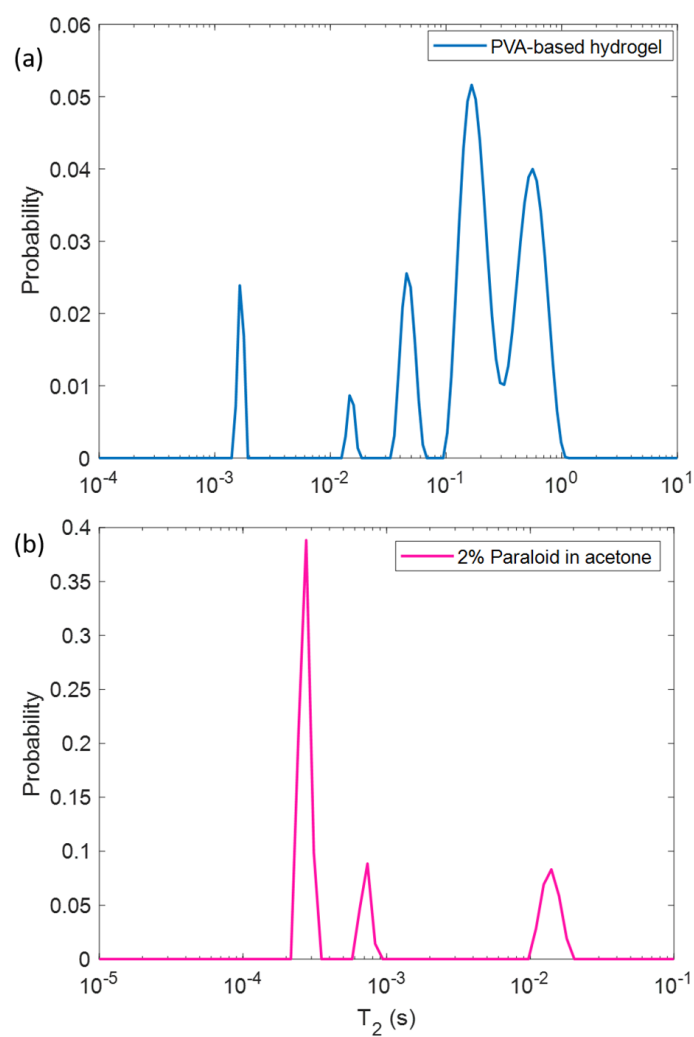 (a)
PVA-based hydrogel
Probability
0.06
0.05
0.04
0.03
0.02
0.01
0
10-4 10-3 10-2 10-1 100 101
(b)
2% Paraloid in acetone
Probability
0.4
0.35
0.3
0.25
0.2
0.15
0.1
0.05
0
10-5 10-4 10-3 10-2 10-1
T2 (s)